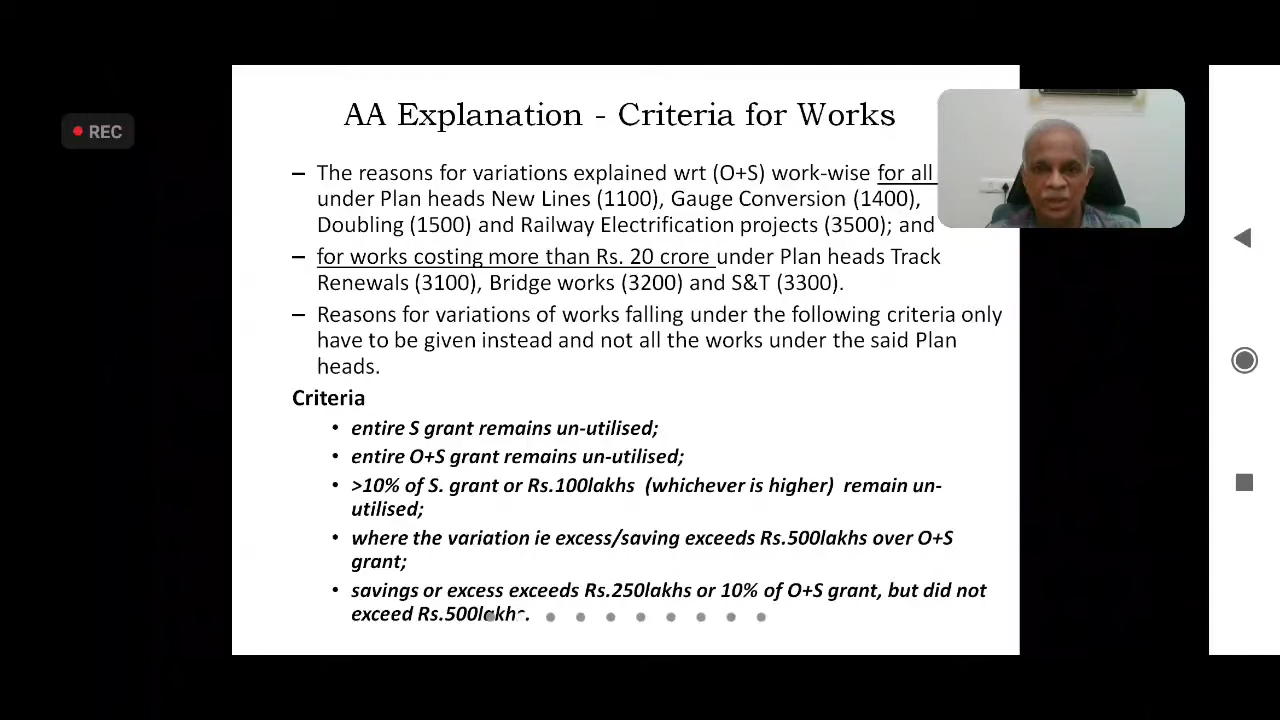 AA Explanation - Criteria for Works
REC
– The reasons for variations explained wrt (O+S) work-wise for all
under Plan heads New Lines (1100), Gauge Conversion (1400),
Doubling (1500) and Railway Electrification projects (3500); and
– for works costing more than Rs. 20 crore under Plan heads Track
Renewals (3100), Bridge works (3200) and S&T (3300).
– Reasons for variations of works falling under the following criteria only
have to be given instead and not all the works under the said Plan
heads.
Criteria
• entire S grant remains un-utilised;
• entire O+S grant remains un-utilised;
• >10% of S. grant or Rs.100lakhs (whichever is higher) remain un-
utilised;
• where the variation ie excess/saving exceeds Rs.500lakhs over O+S
grant;
• savings or excess exceeds Rs.250lakhs or 10% of O+S grant, but did not
exceed Rs.500lakhs.